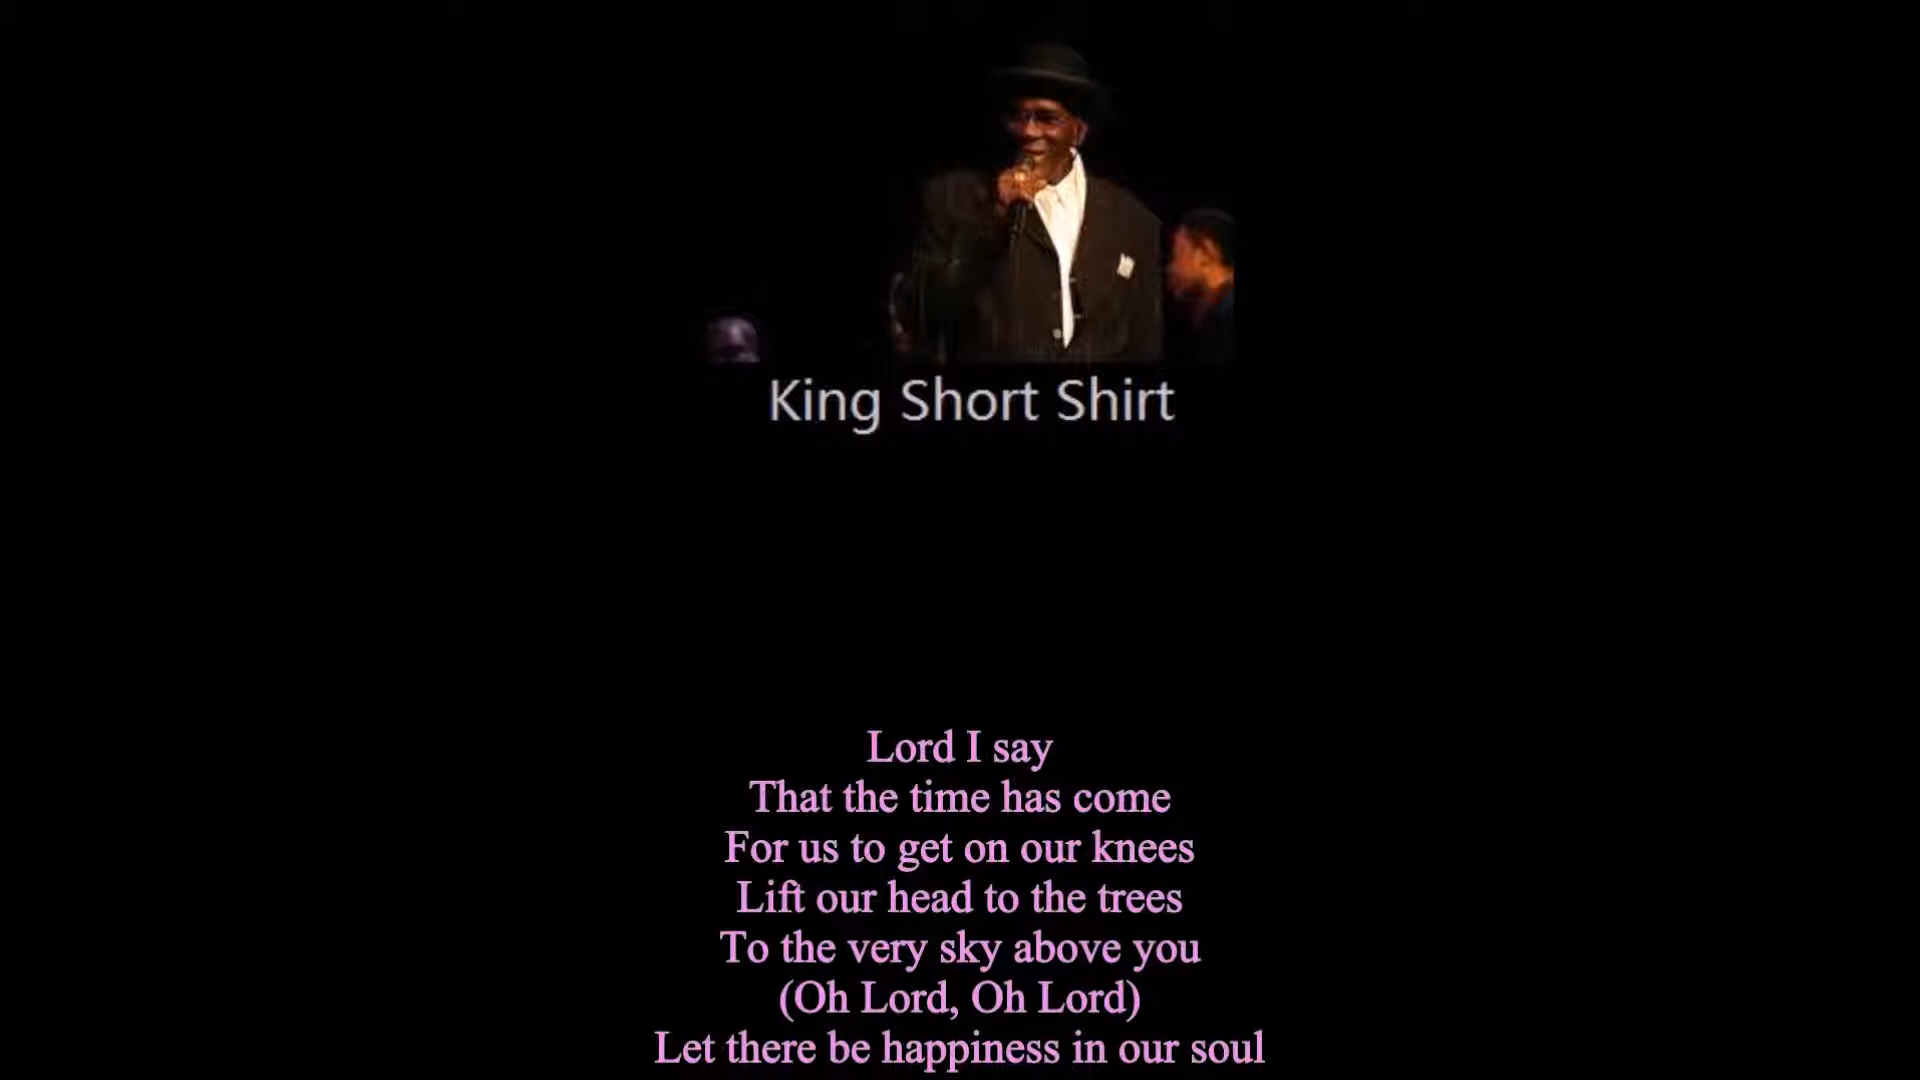 King Short Shirt
Lord I say
That the time has come
For us to get on our knees
Lift our head to the trees
To the very sky above you
(Oh Lord, Oh Lord)
Let there be happiness in our soul